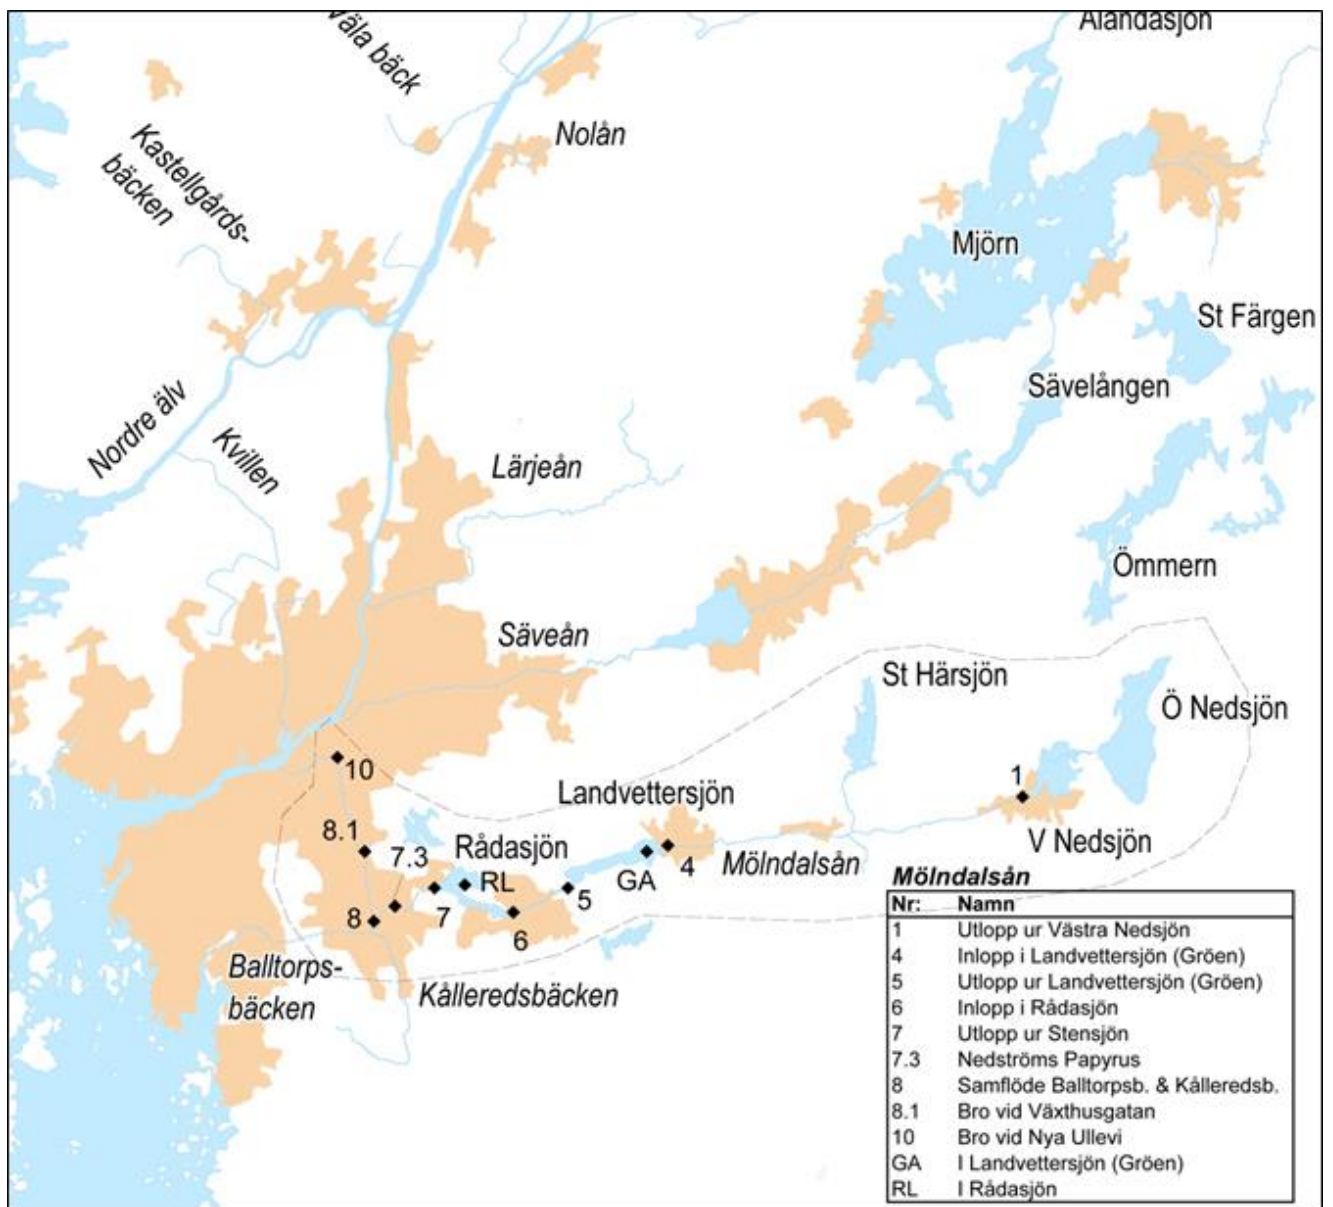 Ålandasjön
Väla bäck
Nolån
Kastellgårds-
bäcken
Mjörn
St Färgen
Sävelången
Nordre älv
Kvillen
Lärjeån
Ömmern
Säveån
St Härsjön
Ö Nedsjön
10
1
Landvettersjön
8.1
7.3
Rådasjön
V Nedsjön
RL
GA
4
Mölndalsån
8
7
5
6
Balltorps-
bäcken
Kålleredsbäcken
Mölndalsån
Nr: Namn
1 Utlopp ur Västra Nedsjön
4 Inlopp i Landvettersjön (Gröen)
5 Utlopp ur Landvettersjön (Gröen)
6 Inlopp i Rådasjön
7 Utlopp ur Stensjön
7.3 Nedströms Papyrus
8 Samflöde Balltorpsb. & Kålleredsb.
8.1 Bro vid Växthusgatan
10 Bro vid Nya Ullevi
GA I Landvettersjön (Gröen)
RL I Rådasjön